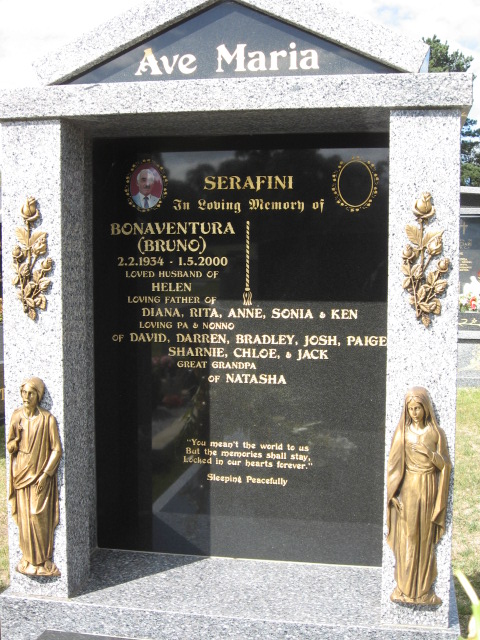 Ave Maria
SERAFINI
In Loving Memory of
BONAVENTURA
(BRUNO)
2.2.1934 - 1.5.2000
LOVED HUSBAND OF
HELEN
LOVING FATHER OF
DIANA, RITA, ANNE, SONIA & KEN
LOVING PA & NONNO
OF DAVID, DARREN, BRADLEY, JOSH, PAIGE
SHARNIE, CHLOE, & JACK
GREAT GRANDPA
OF NATASHA
"You mean't the world to us
But the memories shall stay,
Locked in our hearts forever."
Sleeping Peacefully